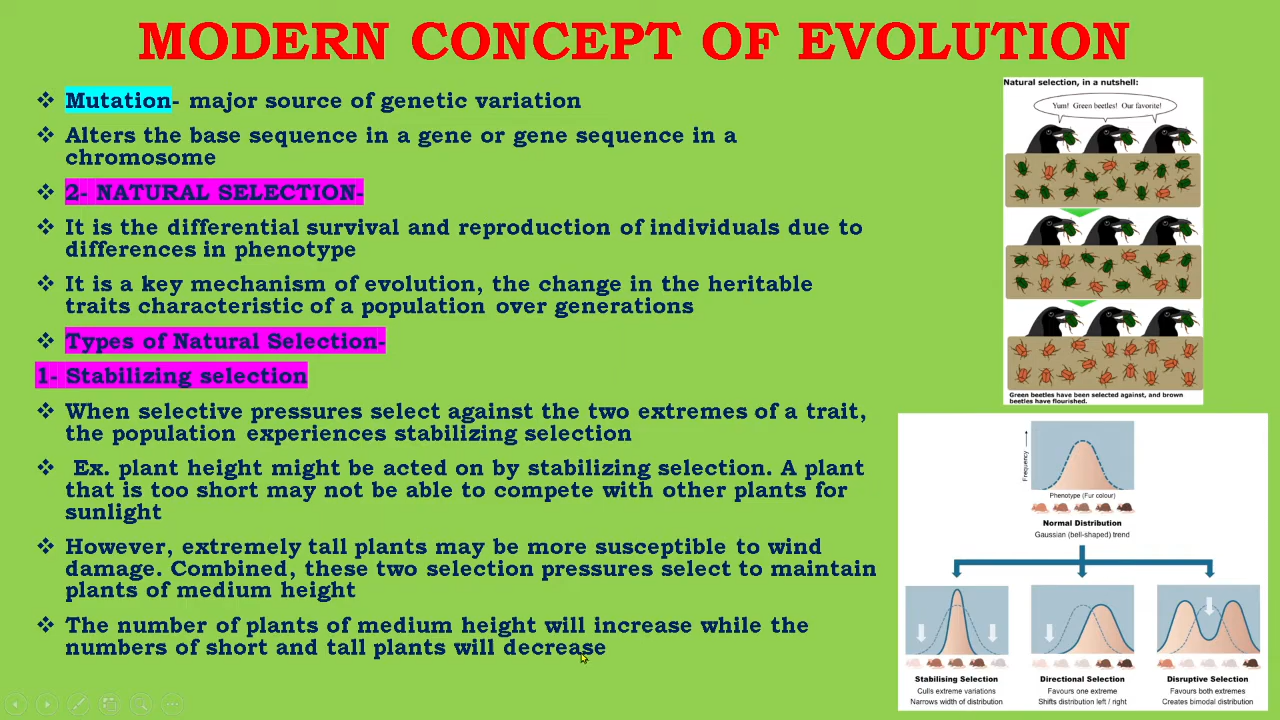 MODERN CONCEPT OF EVOLUTION
❖ Mutation- major source of genetic variation
❖ Alters the base sequence in a gene or gene sequence in a
chromosome
❖ 2- NATURAL SELECTION-
❖ It is the differential survival and reproduction of individuals due to
differences in phenotype
❖ It is a key mechanism of evolution, the change in the heritable
traits characteristic of a population over generations
❖ Types of Natural Selection-
1- Stabilizing selection
❖ When selective pressures select against the two extremes of a trait,
the population experiences stabilizing selection
❖ Ex. plant height might be acted on by stabilizing selection. A plant
that is too short may not be able to compete with other plants for
sunlight
❖ However, extremely tall plants may be more susceptible to wind
damage. Combined, these two selection pressures select to maintain
plants of medium height
❖ The number of plants of medium height will increase while the
numbers of short and tall plants will decrease
Natural selection, in a nutshell:
Yum! Green beetles! Our favorite!
Green beetles have been selected against, and brown
beetles have flourished.
Frequency
Phenotype (Fur colour)
Normal Distribution
Gaussian (bell-shaped) trend
Stabilising Selection
Culls extreme variations
Narrows width of distribution
Directional Selection
Favours one extreme
Shifts distribution left / right
Disruptive Selection
Favours both extremes
Creates bimodal distribution